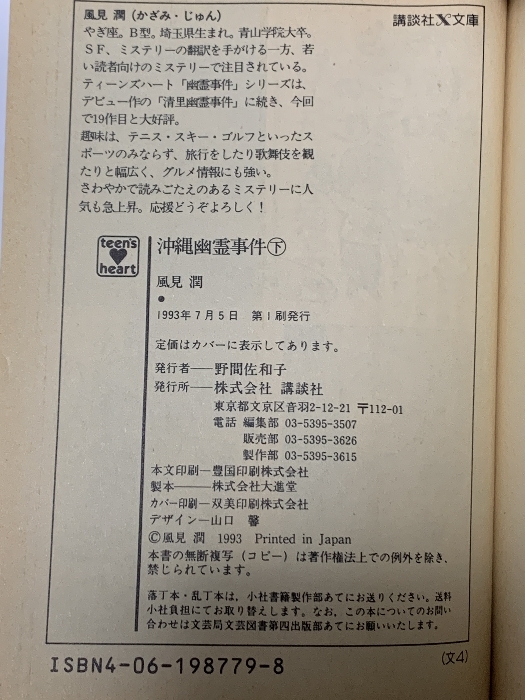 風見 潤(かざみ・じゅん)
講談社X文庫
やぎ座。B型。埼玉県生まれ。青山学院大卒。
SF、ミステリーの翻訳を手がける一方、若
い読者向けのミステリーで注目されている。
ティーンズハート「幽霊事件」シリーズは、
デビュー作の「清里幽霊事件」に続き、今回
で19作目と大好評。
趣味は、テニス・スキー・ゴルフといったス
ポーツのみならず、旅行をしたり歌舞伎を観
たりと幅広く、グルメ情報にも強い。
さわやかで読みごたえのあるミステリーに人
気も急上昇。応援どうぞよろしく!
teen's
heart
沖縄幽霊事件下
風見 潤
●
1993年7月5日 第1刷発行
定価はカバーに表示してあります。
発行者――野間佐和子
発行所――株式会社 講談社
東京都文京区音羽2-12-21 〒112-01
電話 編集部 03-5395-3507
販売部 03-5395-3626
製作部 03-5395-3615
本文印刷―豊国印刷株式会社
製本―――株式会社大進堂
カバー印刷―双美印刷株式会社
デザイン―山口 馨
©風見 潤 1993 Printed in Japan
本書の無断複写(コピー)は著作権法上での例外を除き、
禁じられています。
落丁本・乱丁本は、小社書籍製作部あてにお送りください。送料
小社負担にてお取り替えします。なお、この本についてのお問い
合わせは文芸局文芸図書第四出版部あてにお願いいたします。
ISBN4-06-198779-8
(文4)